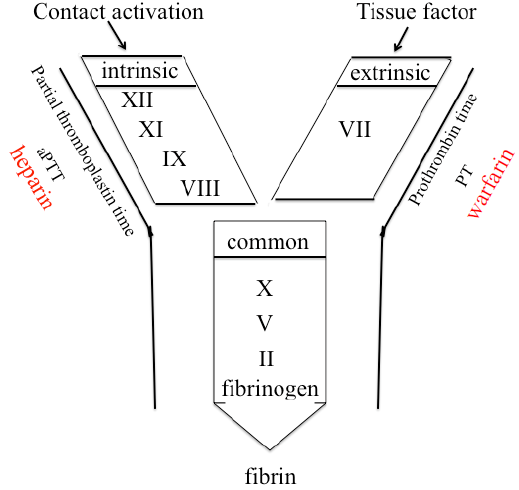 Contact activation
Tissue factor
intrinsic
extrinsic
XII
XI
IX
VIII
VII
Partial thromboplastin time
aPTT
heparin
Prothrombin time
PT
warfarin
common
X
V
II
fibrinogen
fibrin